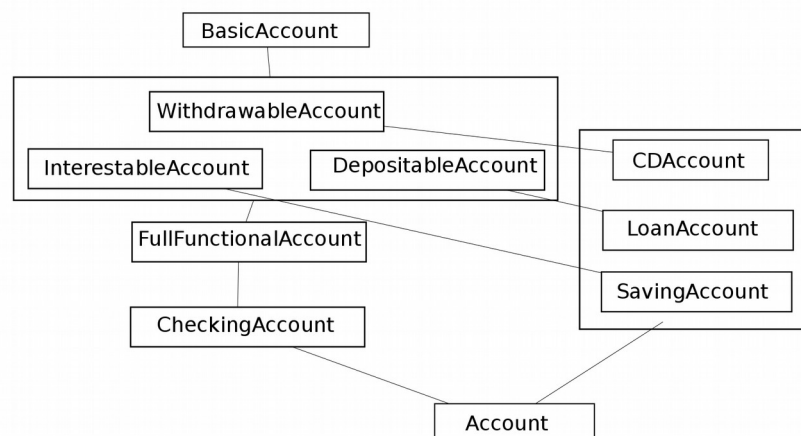 BasicAccount
WithdrawableAccount
InterestableAccount
DepositableAccount
CDAccount
LoanAccount
FullFunctionalAccount
SavingAccount
CheckingAccount
Account